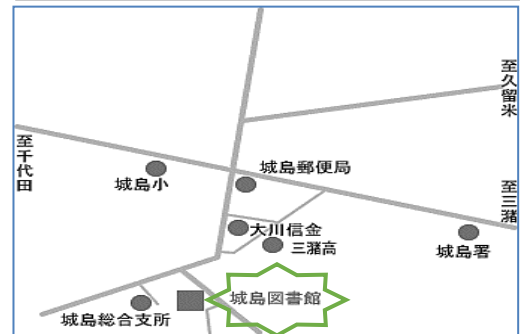 至久留米
至千代田
城島郵便局
城島小
至三潴
大川信金
三潴高
城島署
城島図書館
城島総合支所